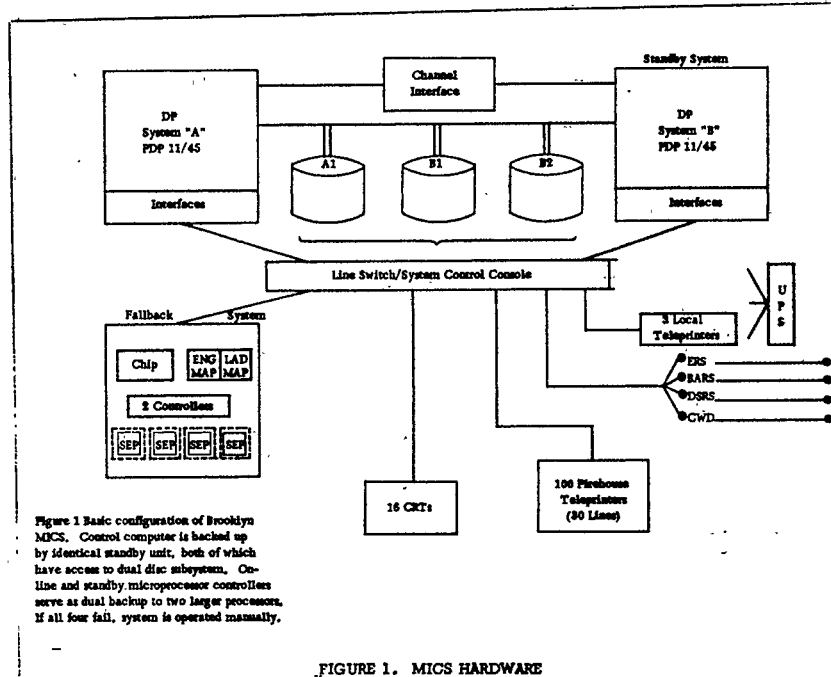 Standby System
Channel
Interface
DP
System "A"
PDP 11/45
DP
System "B"
PDP 11/45
A1
B1
B2
Interfaces
Interfaces
Line Switch/System Control Console
Fallback System
Chip
ENG MAP
LAD MAP
2 Controllers
SEP
SEP
SEP
SEP
3 Local
Teleprinters
U
P
S
ERS
BARS
DSRS
CWD
16 CRTs
100 Firehouse
Teleprinters
(30 Lines)
Figure 1 Basic configuration of Brooklyn
MICS. Control computer is backed up
by identical standby unit, both of which
have access to dual disc subsystem. On-
line and standby microprocessor controllers
serve as dual backup to two larger processors.
If all four fail, system is operated manually.
FIGURE 1. MICS HARDWARE